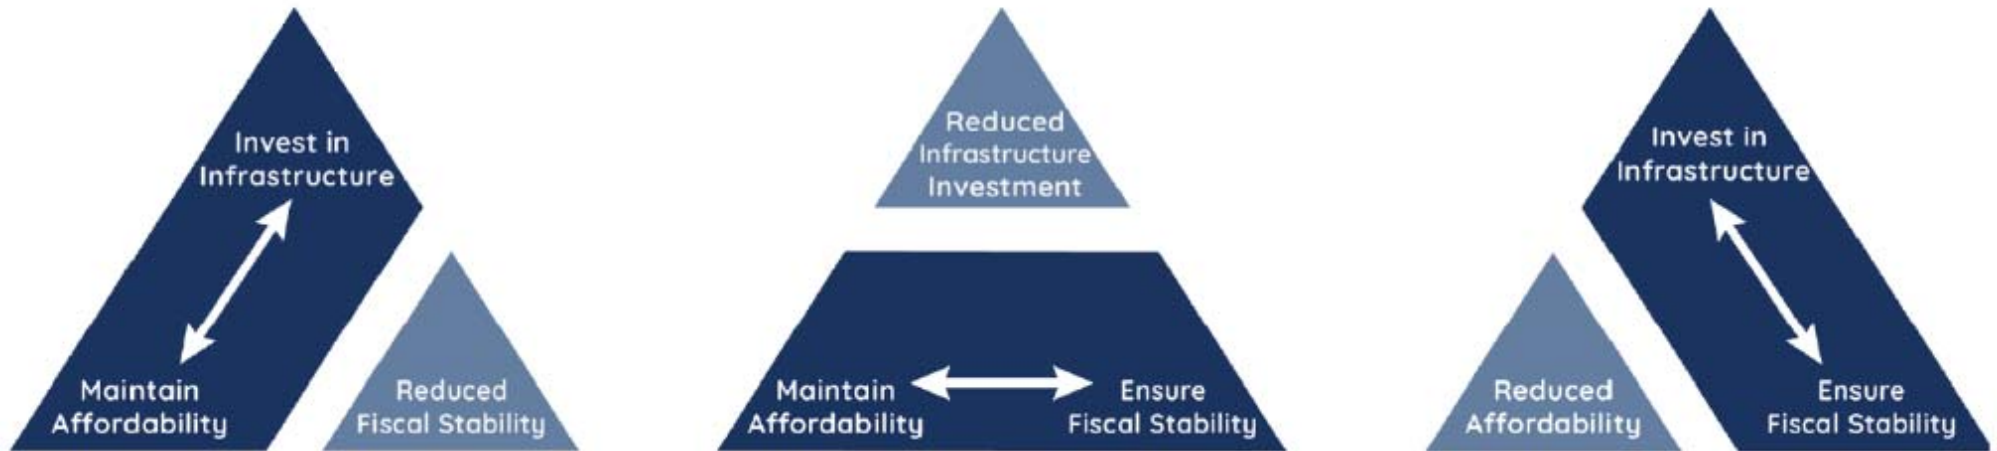 Invest in
Infrastructure
Maintain
Affordability
Reduced
Fiscal Stability
Reduced
Infrastructure
Investment
Maintain
Affordability
Ensure
Fiscal Stability
Invest in
Infrastructure
Reduced
Affordability
Ensure
Fiscal Stability